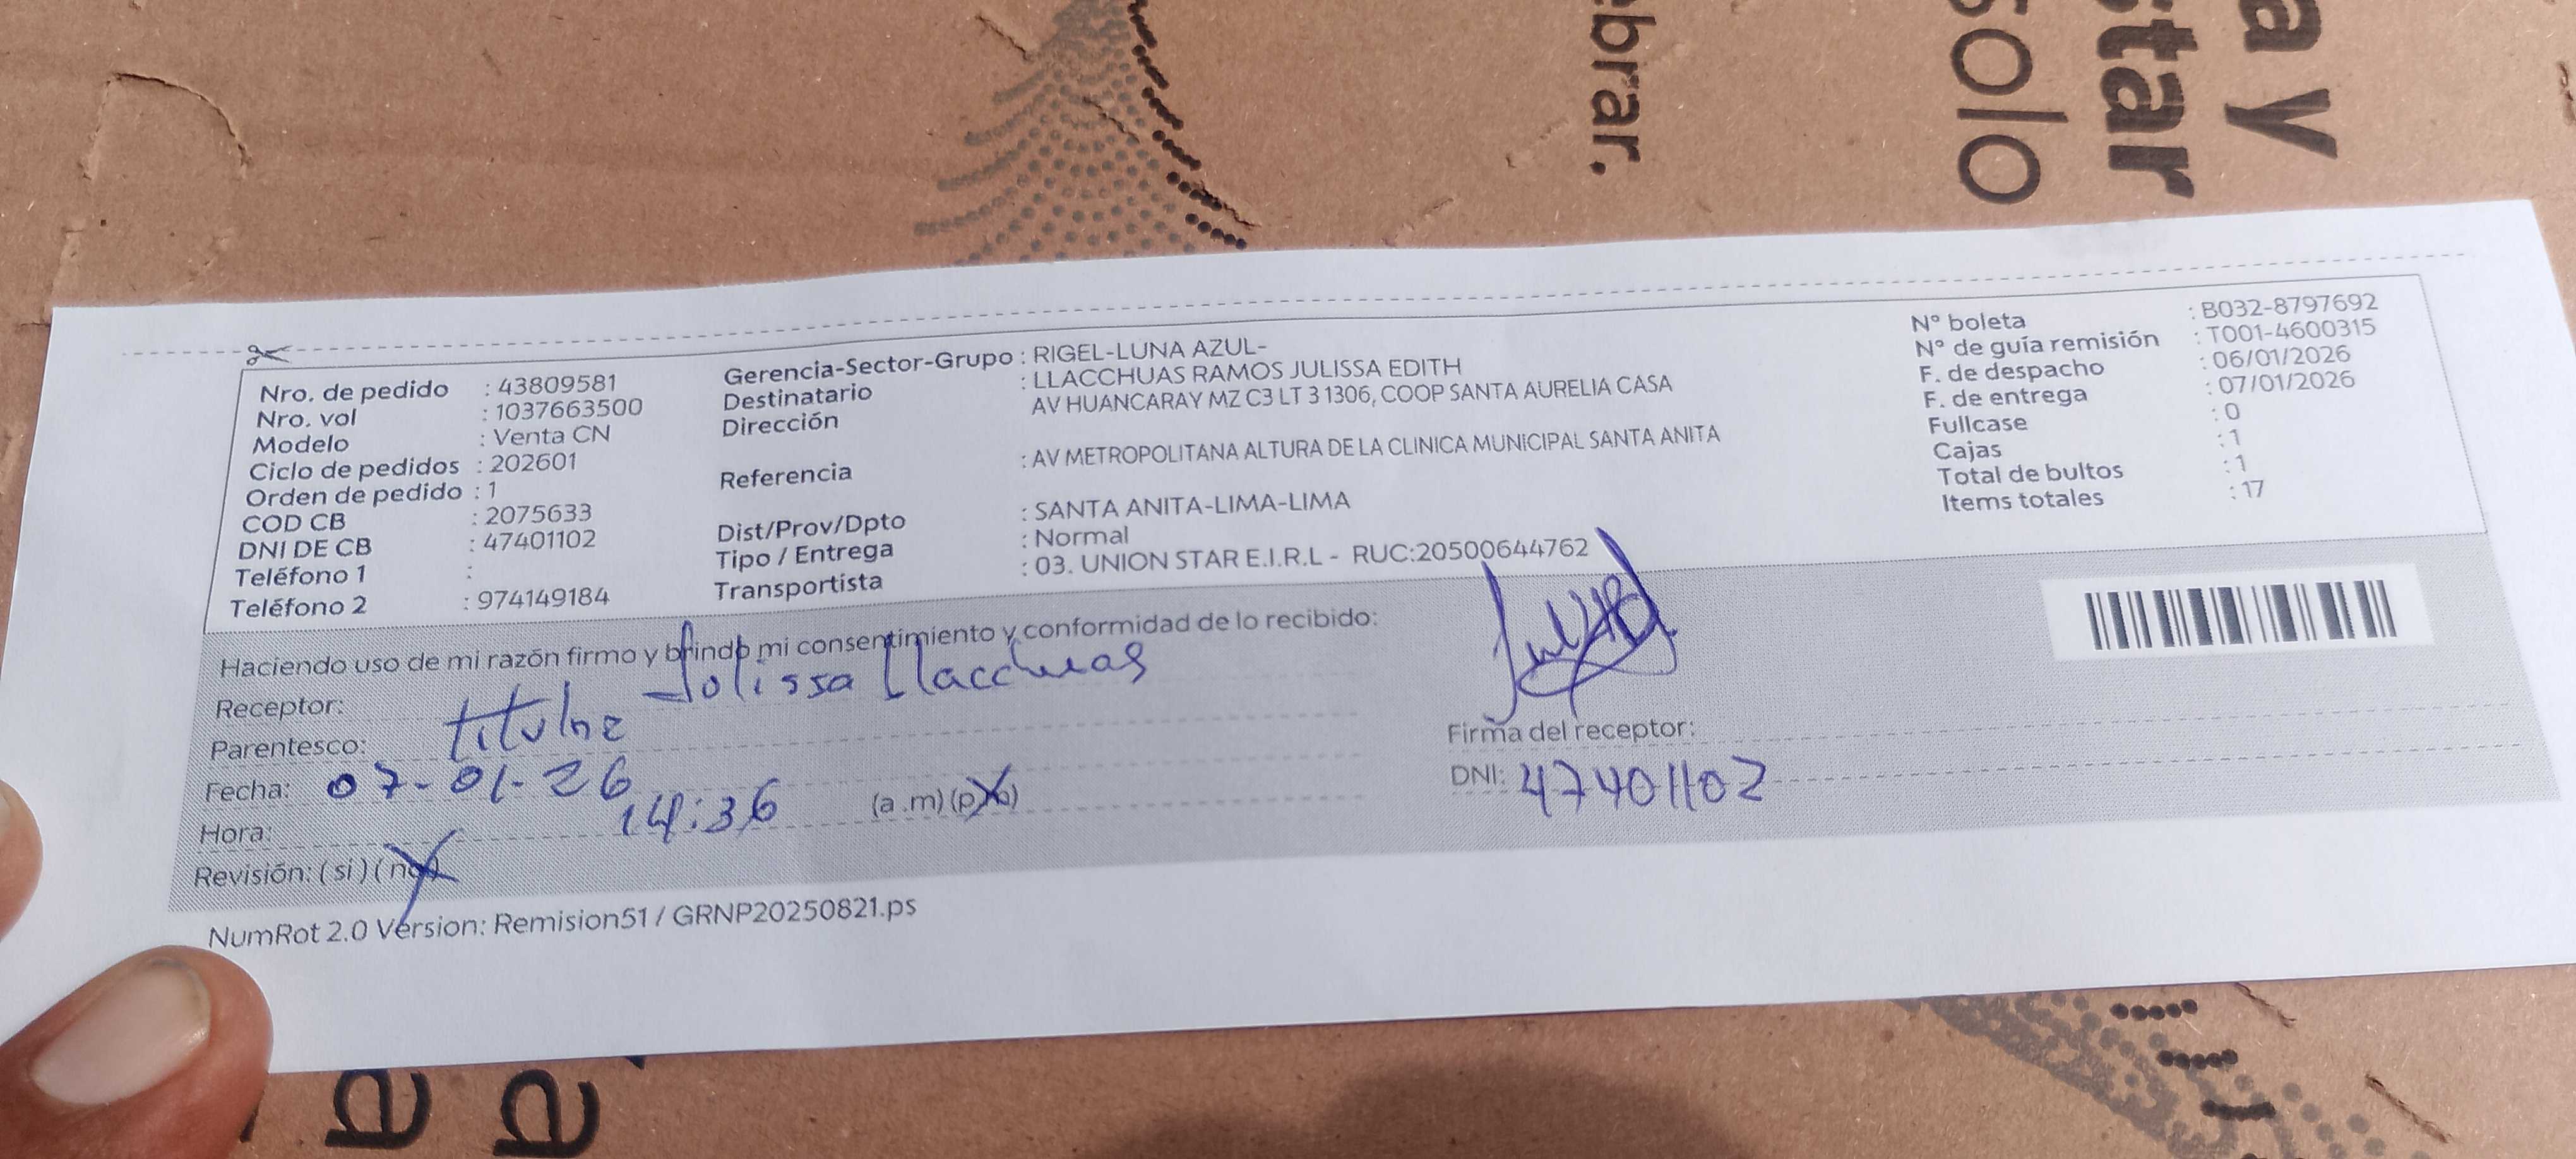 ebrar.
solo
ctar
a y
Nro. de pedido : 43809581
Nro. vol : 1037663500
Modelo : Venta CN
Ciclo de pedidos : 202601
Orden de pedido : 1
COD CB : 2075633
DNI DE CB : 47401102
Teléfono 1 :
Teléfono 2 : 974149184
Gerencia-Sector-Grupo : RIGEL-LUNA AZUL-
Destinatario : LLACCHUAS RAMOS JULISSA EDITH
Dirección AV HUANCARAY MZ C3 LT 3 1306, COOP SANTA AURELIA CASA
Referencia : AV METROPOLITANA ALTURA DE LA CLINICA MUNICIPAL SANTA ANITA
Dist/Prov/Dpto : SANTA ANITA-LIMA-LIMA
Tipo / Entrega : Normal
Transportista : 03. UNION STAR E.I.R.L - RUC:20500644762
N° boleta : B032-8797692
N° de guía remisión : T001-4600315
F. de despacho : 06/01/2026
F. de entrega : 07/01/2026
Fullcase : 0
Cajas : 1
Total de bultos : 1
Items totales : 17
Haciendo uso de mi razón firmo y brindo mi consentimiento y conformidad de lo recibido:
Receptor: Julissa Llacchuas
Parentesco: titular
Fecha: 07-01-26
Hora: 14:36 (a .m) (p.m)
Revisión: ( si ) ( no )
Firma del receptor:
DNI: 47401102
NumRot 2.0 Version: Remision51 / GRNP20250821.ps
a
a